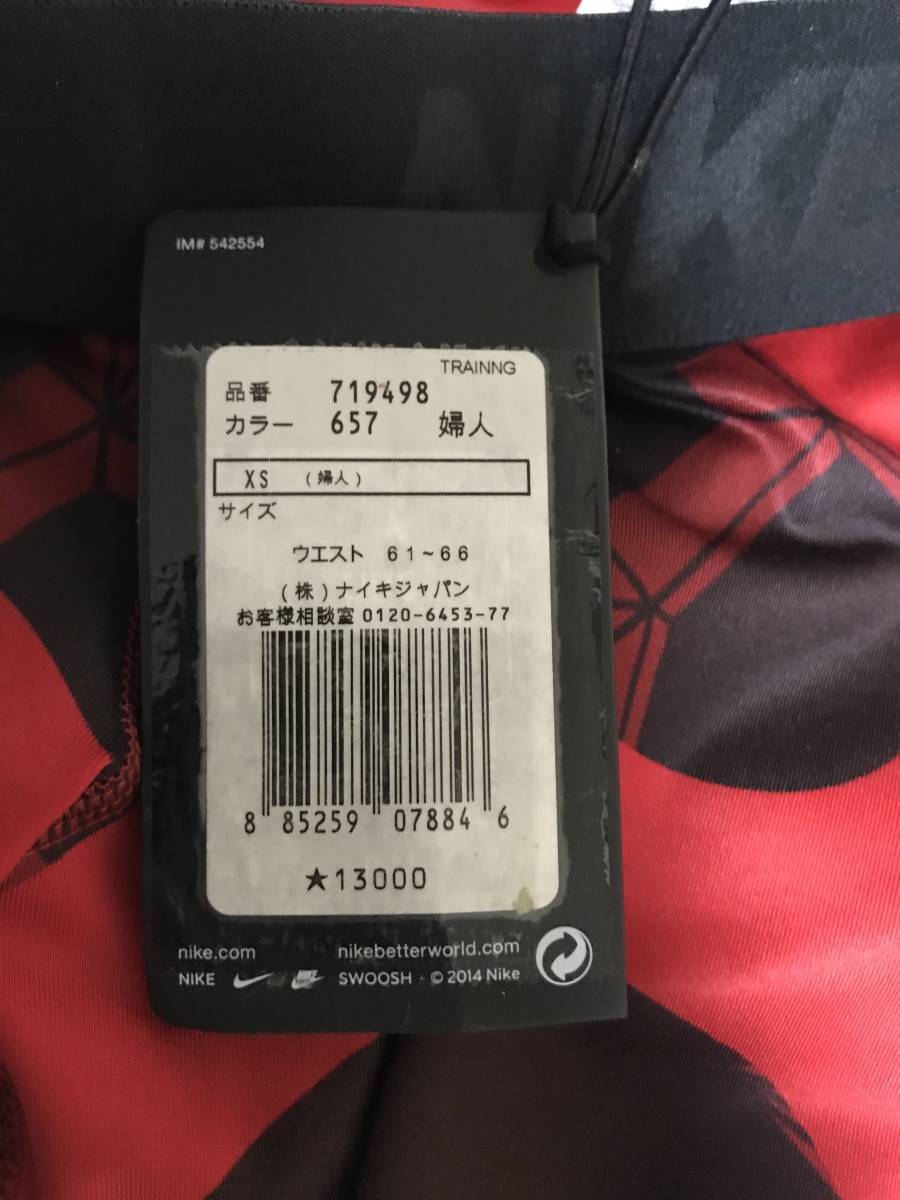 IM# 542554
TRAINNG
品番 719498
カラー 657 婦人
XS (婦人)
サイズ
ウエスト 61~66
(株)ナイキジャパン
お客様相談室 0120-6453-77
8 85259 07884 6
★13000
nike.com nikebetterworld.com
NIKE SWOOSH - © 2014 Nike